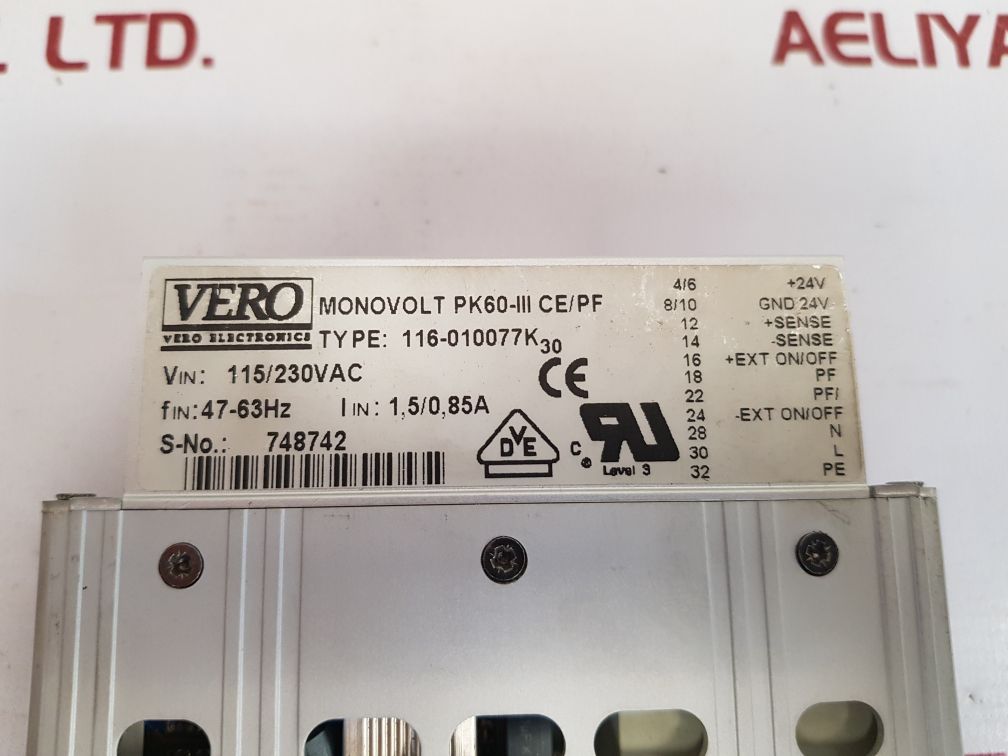 LTD.
AELIYA
VERO
VERO ELECTRONICS
MONOVOLT PK60-III CE/PF
TYPE: 116-010077K30
VIN: 115/230VAC
fIN:47-63Hz IIN: 1,5/0,85A
S-No.: 748742
CE
VDE
C RU ®
Level 3
4/6 +24V
8/10 GND 24V
12 +SENSE
14 -SENSE
16 +EXT ON/OFF
18 PF
22 PF/
24 -EXT ON/OFF
28 N
30 L
32 PE